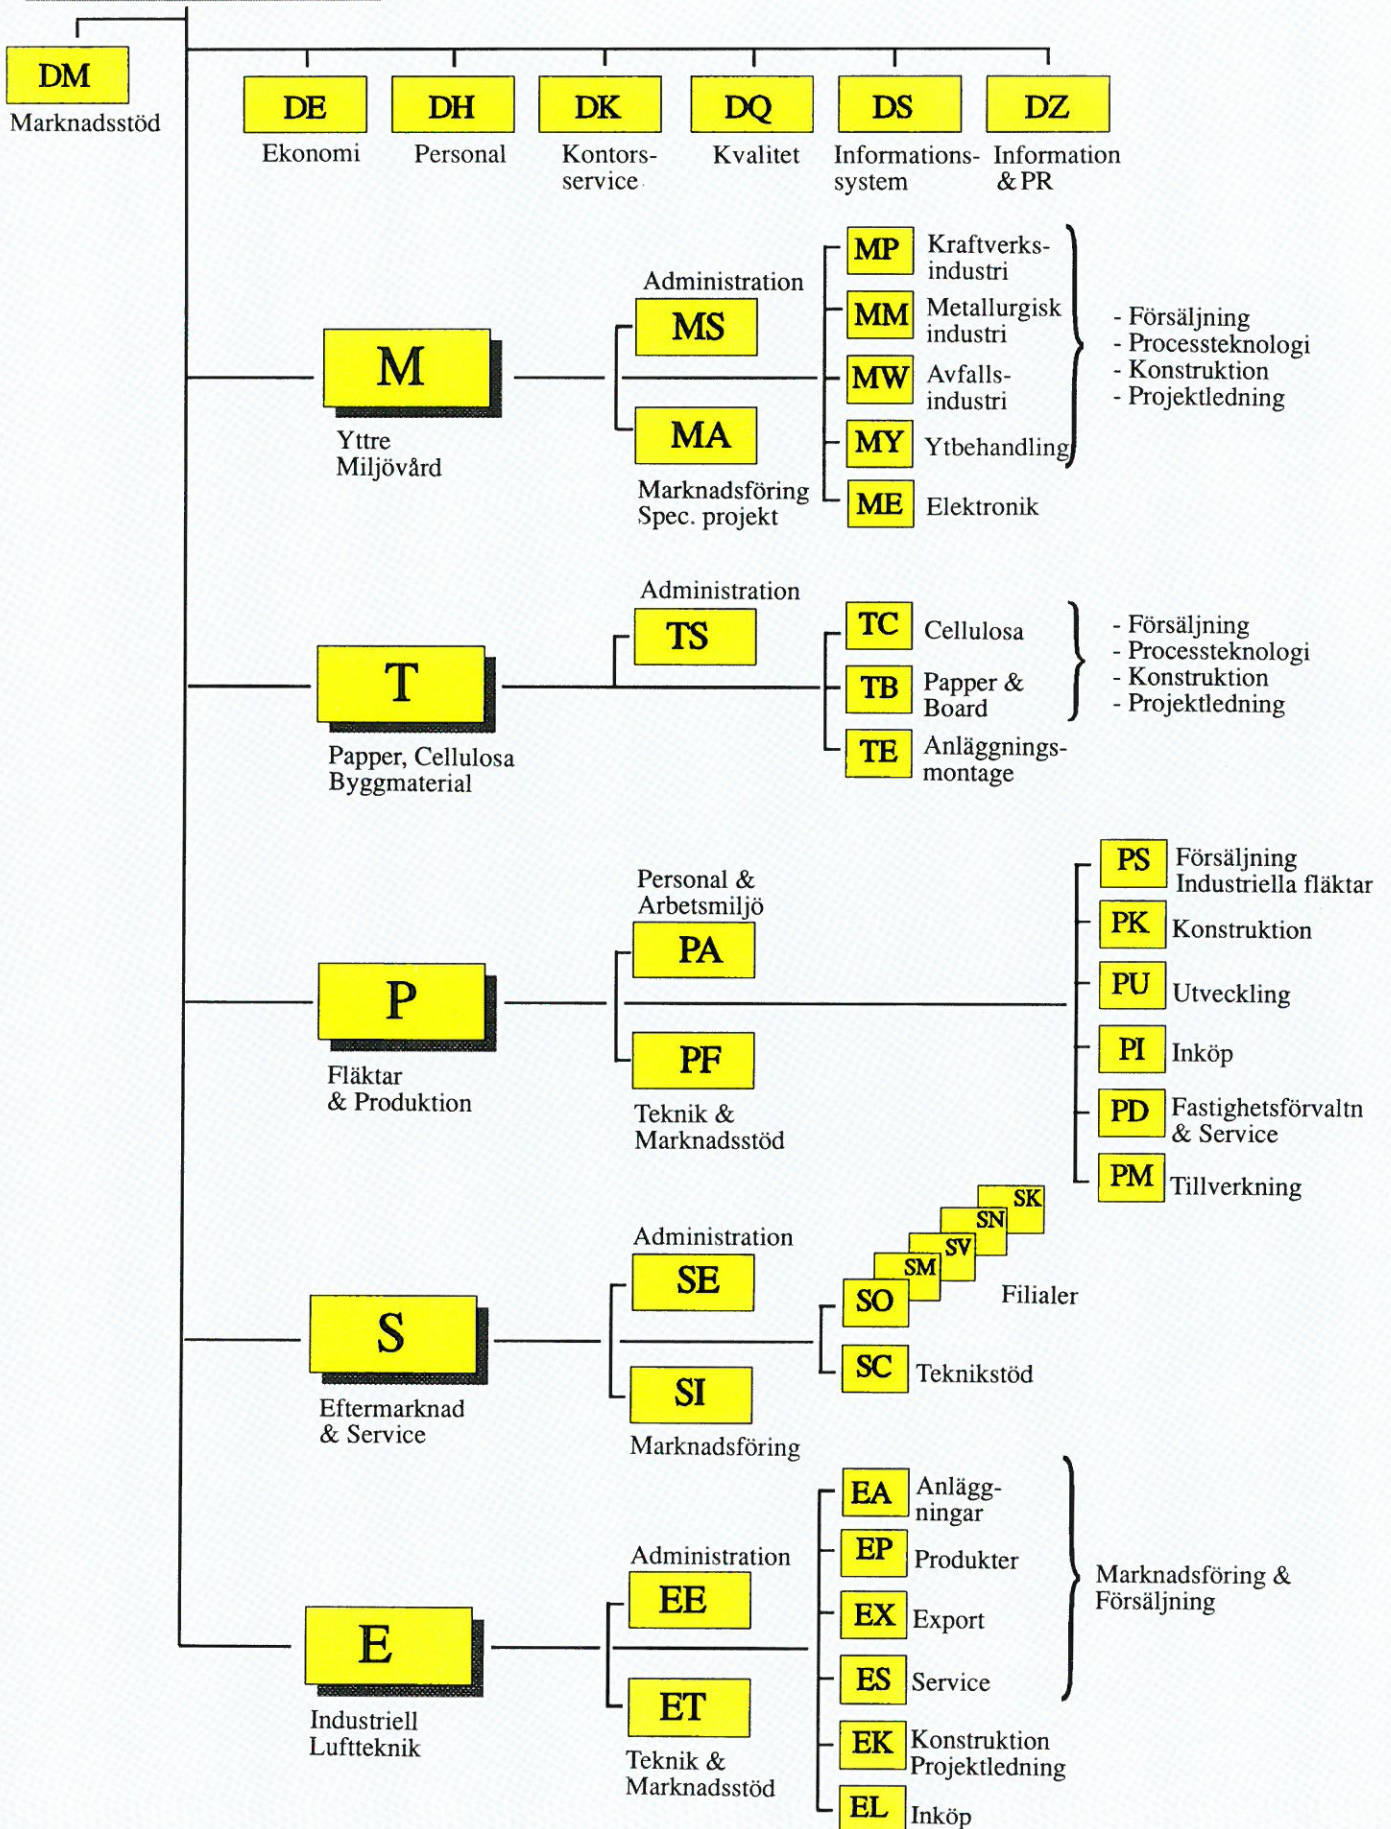 DM
Marknadsstöd
DE
Ekonomi
DH
Personal
DK
Kontors-
service
DQ
Kvalitet
DS
Informations-
system
DZ
Information
& PR
M
Yttre
Miljövård
Administration
MS
MA
Marknadsföring
Spec. projekt
MP
Kraftverks-
industri
MM
Metallurgisk
industri
MW
Avfalls-
industri
MY
Ytbehandling
ME
Elektronik
- Försäljning
- Processteknologi
- Konstruktion
- Projektledning
T
Papper, Cellulosa
Byggmaterial
Administration
TS
TC
Cellulosa
TB
Papper &
Board
TE
Anläggnings-
montage
- Försäljning
- Processteknologi
- Konstruktion
- Projektledning
P
Fläktar
& Produktion
Personal &
Arbetsmiljö
PA
PF
Teknik &
Marknadsstöd
PS
Försäljning
Industriella fläktar
PK
Konstruktion
PU
Utveckling
PI
Inköp
PD
Fastighetsförvaltn
& Service
PM
Tillverkning
S
Eftermarknad
& Service
Administration
SE
SI
Marknadsföring
SK
SN
SV
SM
SO
Filialer
SC
Teknikstöd
E
Industriell
Luftteknik
Administration
EE
ET
Teknik &
Marknadsstöd
EA
Anlägg-
ningar
EP
Produkter
EX
Export
ES
Service
EK
Konstruktion
Projektledning
EL
Inköp
Marknadsföring &
Försäljning